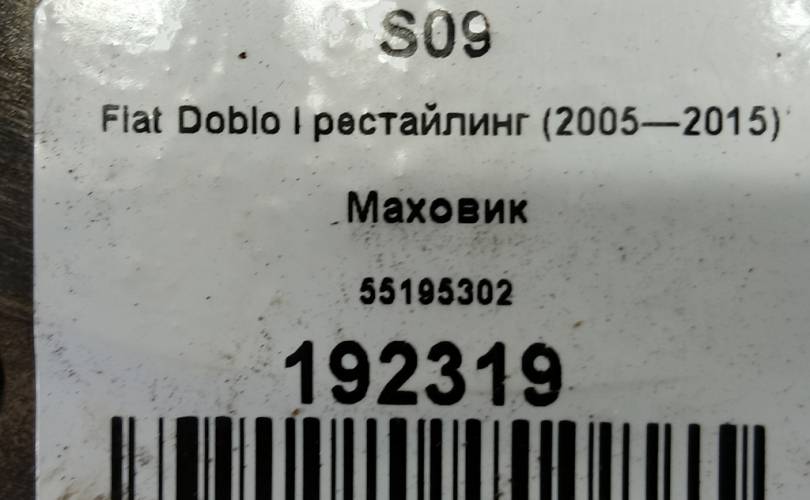 S09
Fiat Doblo I рестайлинг (2005—2015)
Маховик
55195302
192319